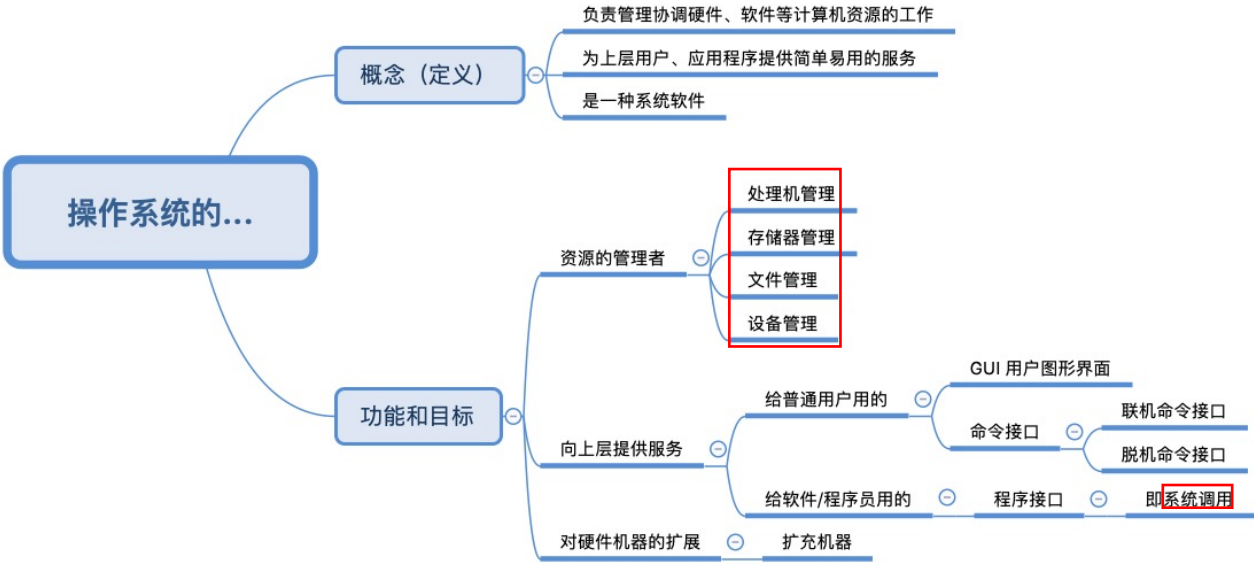 操作系统的...
概念（定义）
负责管理协调硬件、软件等计算机资源的工作
为上层用户、应用程序提供简单易用的服务
是一种系统软件
功能和目标
资源的管理者
处理机管理
存储器管理
文件管理
设备管理
向上层提供服务
给普通用户用的
GUI 用户图形界面
命令接口
联机命令接口
脱机命令接口
给软件/程序员用的
程序接口
即系统调用
对硬件机器的扩展
扩充机器